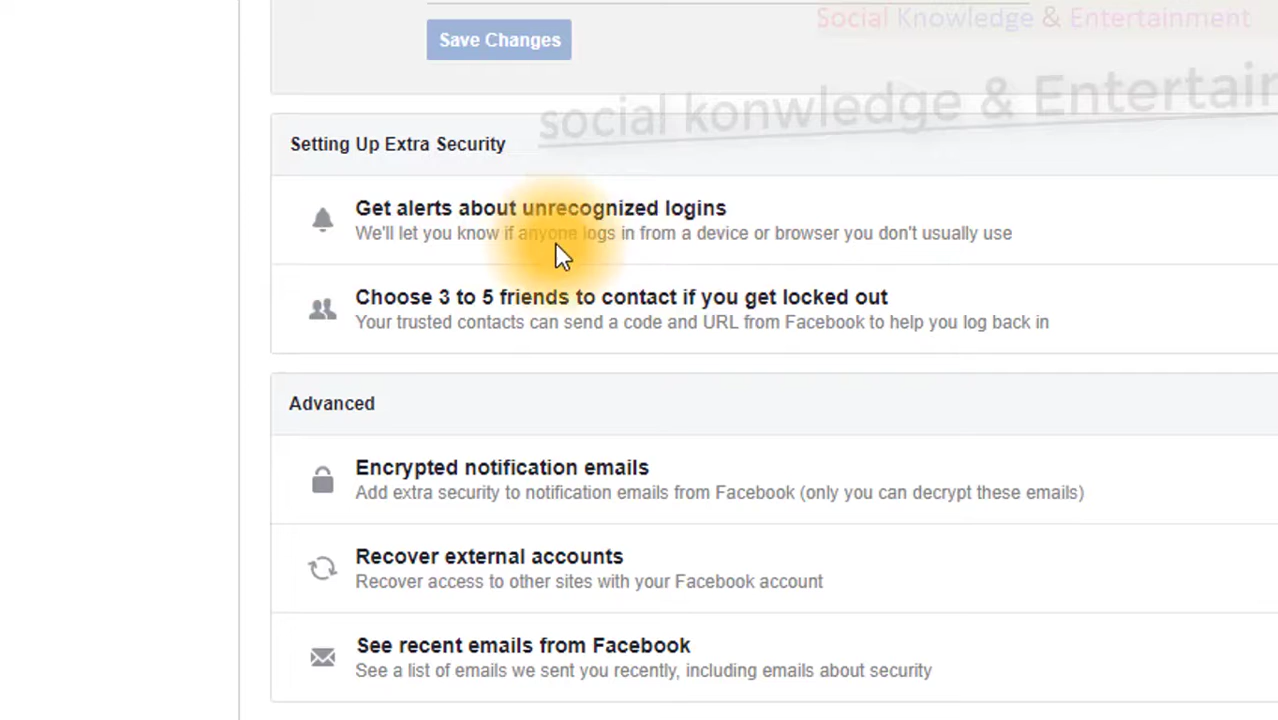 Social Knowledge & Entertainment
Save Changes
social konwledge & Entertain
Setting Up Extra Security
Get alerts about unrecognized logins
We'll let you know if anyone logs in from a device or browser you don't usually use
Choose 3 to 5 friends to contact if you get locked out
Your trusted contacts can send a code and URL from Facebook to help you log back in
Advanced
Encrypted notification emails
Add extra security to notification emails from Facebook (only you can decrypt these emails)
Recover external accounts
Recover access to other sites with your Facebook account
See recent emails from Facebook
See a list of emails we sent you recently, including emails about security